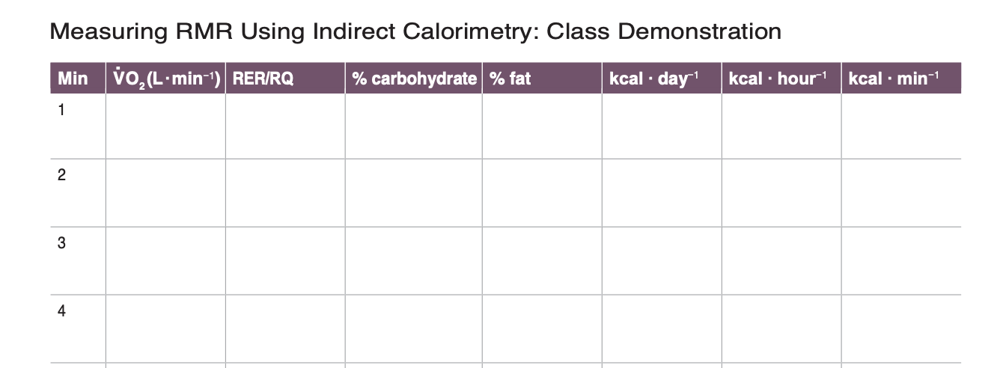 Measuring RMR Using Indirect Calorimetry: Class Demonstration
Min V̇O₂ (L·min⁻¹) RER/RQ % carbohydrate % fat kcal · day⁻¹ kcal · hour⁻¹ kcal · min⁻¹
1
2
3
4